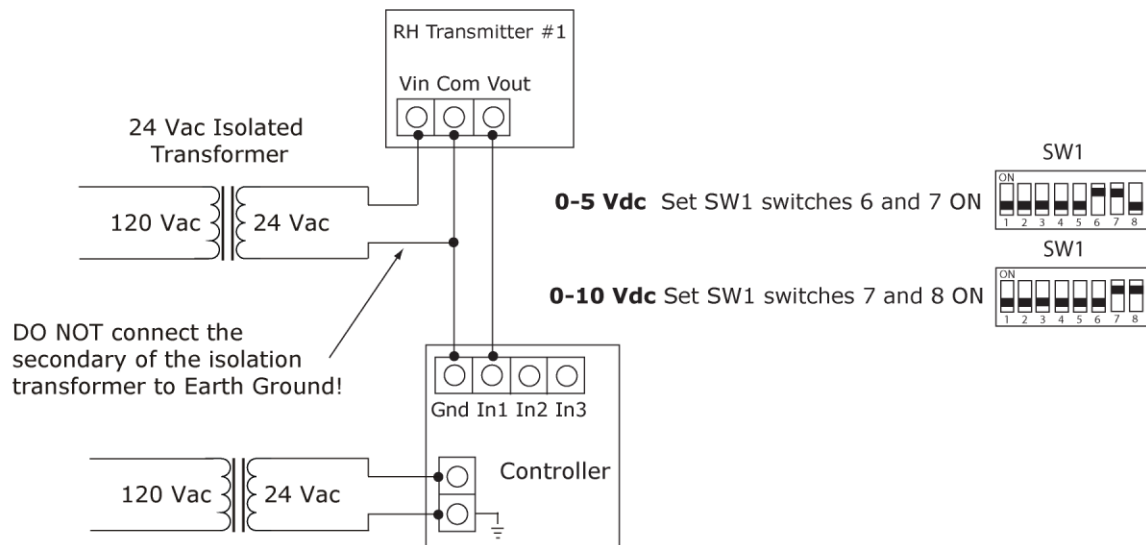 RH Transmitter #1
Vin Com Vout
24 Vac Isolated
Transformer
120 Vac
24 Vac
SW1
0-5 Vdc Set SW1 switches 6 and 7 ON
ON
1 2 3 4 5 6 7 8
SW1
0-10 Vdc Set SW1 switches 7 and 8 ON
ON
1 2 3 4 5 6 7 8
DO NOT connect the
secondary of the isolation
transformer to Earth Ground!
Gnd In1 In2 In3
Controller
120 Vac
24 Vac